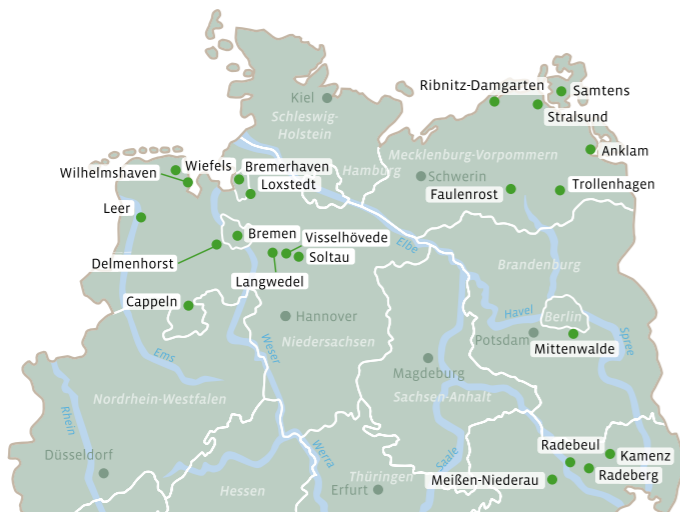 Ribnitz-Damgarten
Samtens
Kiel
Stralsund
Schleswig-
Holstein
Anklam
Mecklenburg-Vorpommern
Wiefels
Bremerhaven
Hamburg
Wilhelmshaven
Schwerin
Loxstedt
Trollenhagen
Faulenrost
Leer
Bremen
Visselhövede
Elbe
Soltau
Delmenhorst
Brandenburg
Langwedel
Cappeln
Hannover
Havel
Berlin
Niedersachsen
Potsdam
Spree
Weser
Mittenwalde
Ems
Magdeburg
Nordrhein-Westfalen
Sachsen-Anhalt
Rhein
Radebeul
Düsseldorf
Werra
Saale
Kamenz
Thüringen
Radeberg
Meißen-Niederau
Hessen
Erfurt